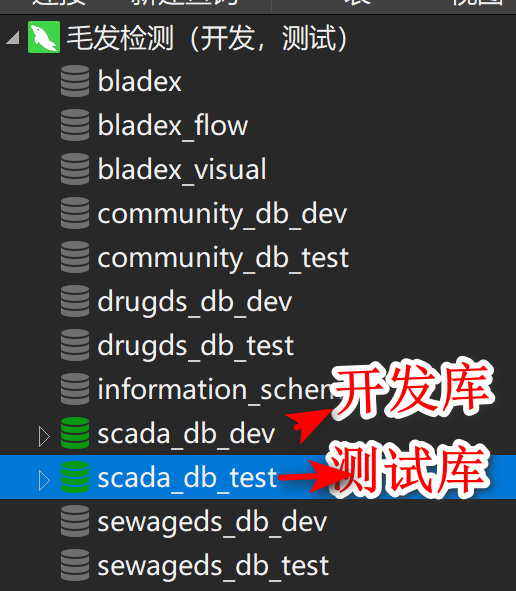 毛发检测（开发，测试）
bladex
bladex_flow
bladex_visual
community_db_dev
community_db_test
drugds_db_dev
drugds_db_test
information_schem
开发库
scada_db_dev
scada_db_test
测试库
sewageds_db_dev
sewageds_db_test